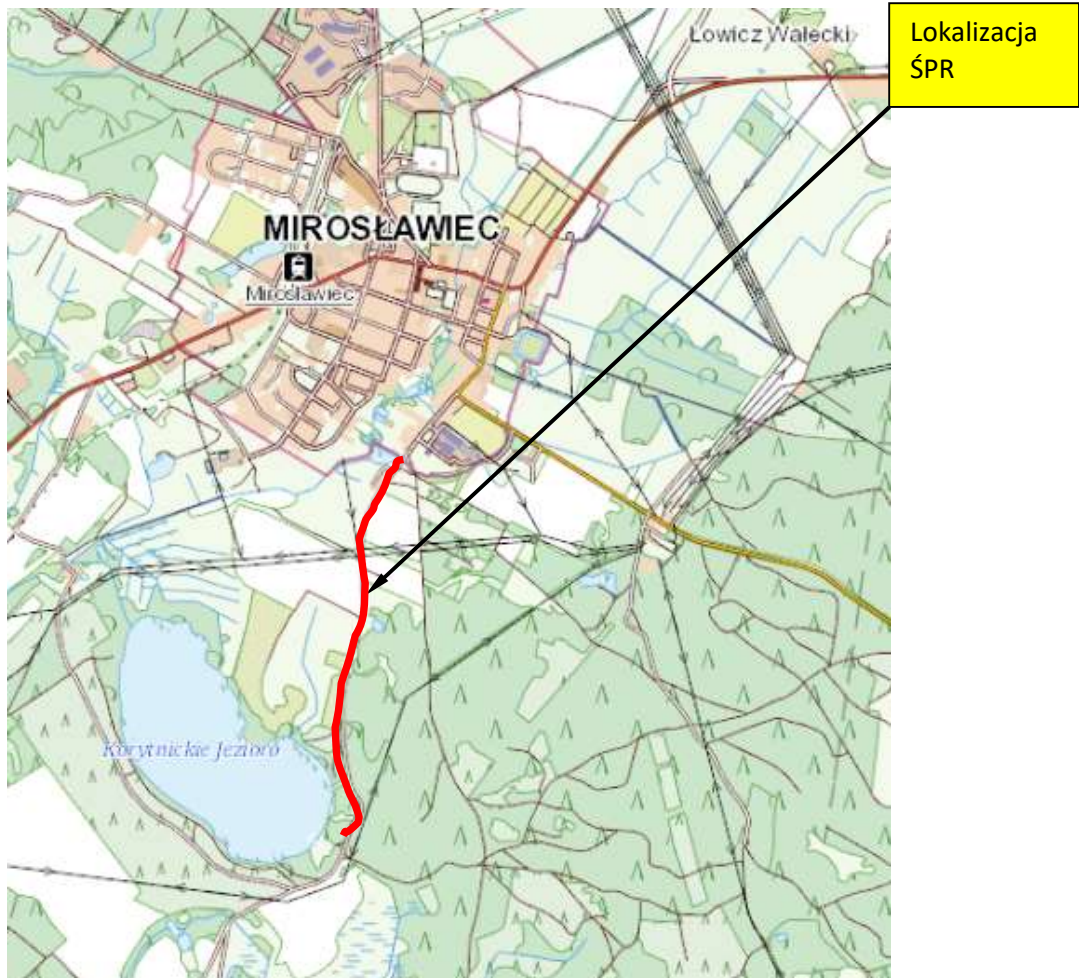 Łowicz Wałecki
Lokalizacja
ŚPR
MIROSŁAWIEC
Mirosławiec
Korytnickie Jezioro